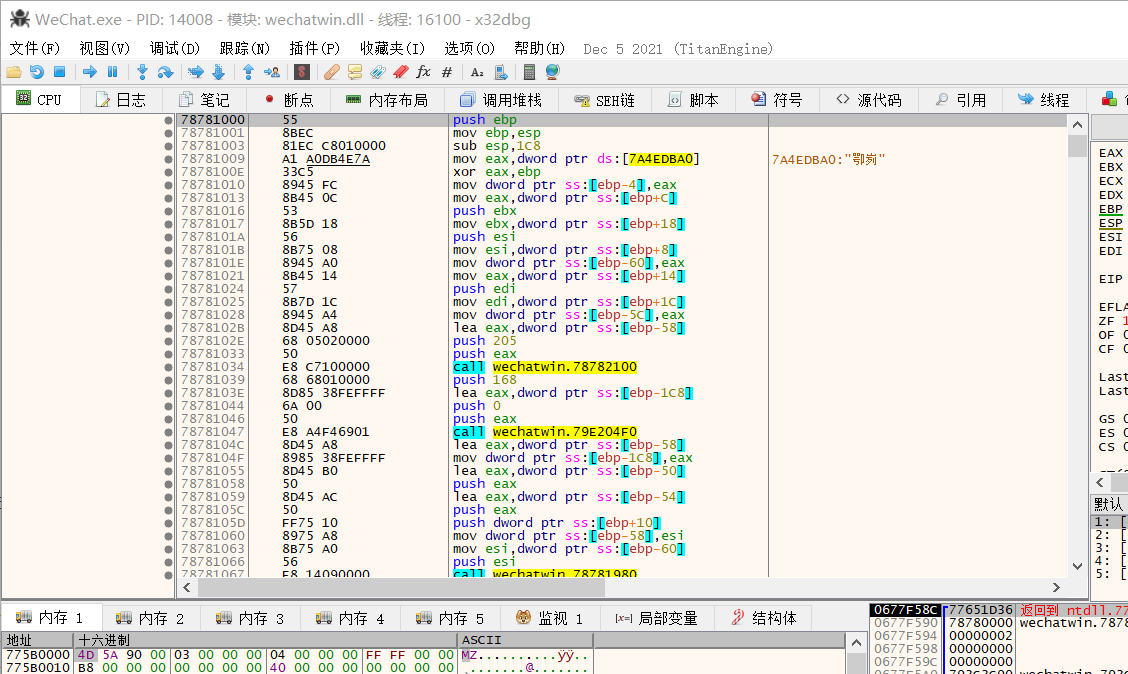 WeChat.exe - PID: 14008 - 模块: wechatwin.dll - 线程: 16100 - x32dbg
文件(F) 视图(V) 调试(D) 跟踪(N) 插件(P) 收藏夹(I) 选项(O) 帮助(H) Dec 5 2021 (TitanEngine)
CPU 日志 笔记 断点 内存布局 调用堆栈 SEH链 脚本 符号 源代码 引用 线程
78781000 55 push ebp
78781001 8BEC mov ebp,esp
78781003 81EC C8010000 sub esp,1C8
78781009 A1 A0DB4E7A mov eax,dword ptr ds:[7A4EDBA0] 7A4EDBA0:"鄂峛"
7878100E 33C5 xor eax,ebp
78781010 8945 FC mov dword ptr ss:[ebp-4],eax
78781013 8B45 0C mov eax,dword ptr ss:[ebp+C]
78781016 53 push ebx
78781017 8B5D 18 mov ebx,dword ptr ss:[ebp+18]
7878101A 56 push esi
7878101B 8B75 08 mov esi,dword ptr ss:[ebp+8]
7878101E 8945 A0 mov dword ptr ss:[ebp-60],eax
78781021 8B45 14 mov eax,dword ptr ss:[ebp+14]
78781024 57 push edi
78781025 8B7D 1C mov edi,dword ptr ss:[ebp+1C]
78781028 8945 A4 mov dword ptr ss:[ebp-5C],eax
7878102B 8D45 A8 lea eax,dword ptr ss:[ebp-58]
7878102E 68 05020000 push 205
78781033 50 push eax
78781034 E8 C7100000 call wechatwin.78782100
78781039 68 68010000 push 168
7878103E 8D85 38FEFFFF lea eax,dword ptr ss:[ebp-1C8]
78781044 6A 00 push 0
78781046 50 push eax
78781047 E8 A4F46901 call wechatwin.79E204F0
7878104C 8D45 A8 lea eax,dword ptr ss:[ebp-58]
7878104F 8985 38FEFFFF mov dword ptr ss:[ebp-1C8],eax
78781055 8D45 B0 lea eax,dword ptr ss:[ebp-50]
78781058 50 push eax
78781059 8D45 AC lea eax,dword ptr ss:[ebp-54]
7878105C 50 push eax
7878105D FF75 10 push dword ptr ss:[ebp+10]
78781060 8975 A8 mov dword ptr ss:[ebp-58],esi
78781063 8B75 A0 mov esi,dword ptr ss:[ebp-60]
78781066 56 push esi
78781067 E8 14090000 call wechatwin.78781980
EAX
EBX
ECX
EDX
EBP
ESP
ESI
EDI
EIP
EFLA
ZF 1
OF 0
CF 0
Last
Last
GS 0
ES 0
CS 0
默认
1: [
2: [
3: [
4: [
5: [
内存 1 内存 2 内存 3 内存 4 内存 5 监视 1 [x=] 局部变量 结构体
地址 十六进制 ASCII
775B0000 4D 5A 90 00 03 00 00 00 04 00 00 00 FF FF 00 00 MZ..........ÿÿ..
775B0010 B8 00 00 00 00 00 00 00 40 00 00 00 00 00 00 00 ¸.......@.......
0677F58C 77651D36 返回到 ntdll.77
0677F590 78780000 wechatwin.7878
0677F594 00000002
0677F598 00000000
0677F59C 00000000